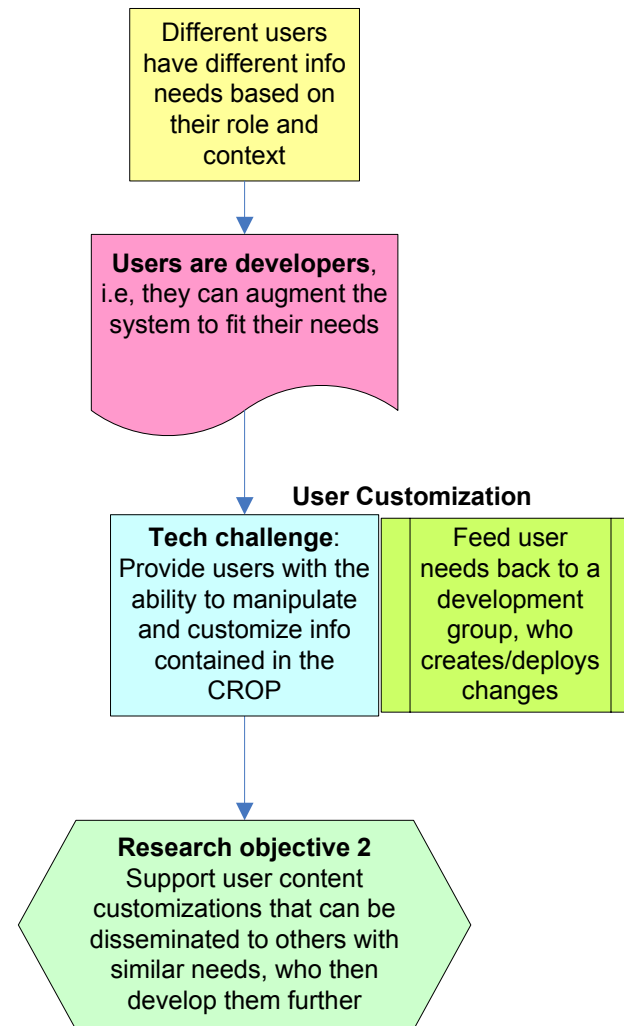 Different users
have different info
needs based on
their role and
context
Users are developers,
i.e, they can augment the
system to fit their needs
User Customization
Tech challenge:
Provide users with the
ability to manipulate
and customize info
contained in the
CROP
Feed user
needs back to a
development
group, who
creates/deploys
changes
Research objective 2
Support user content
customizations that can be
disseminated to others with
similar needs, who then
develop them further